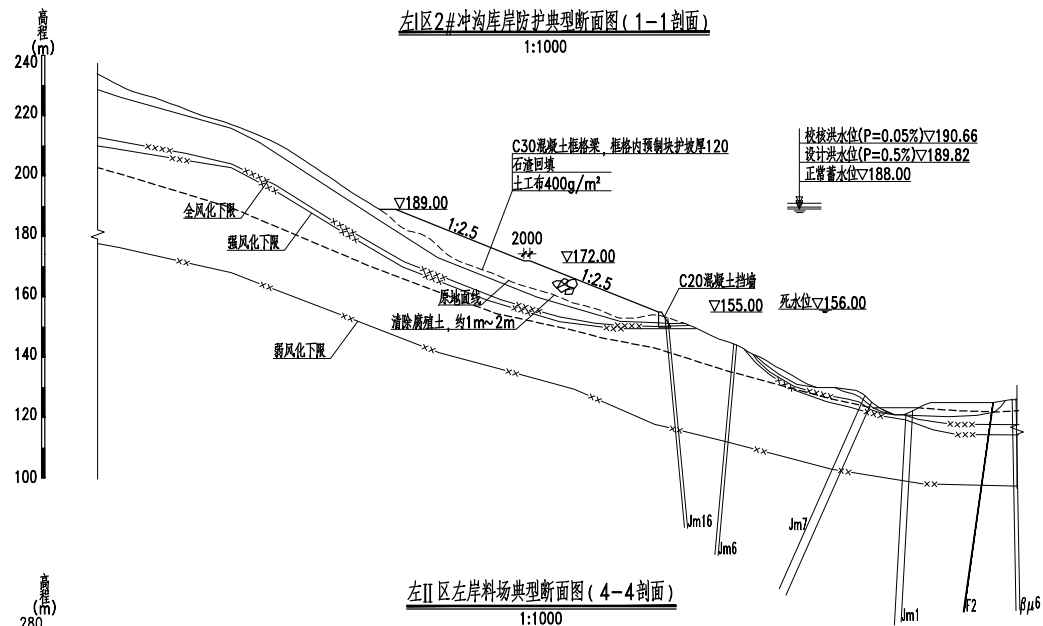 左I区2#冲沟库岸防护典型断面图(1-1剖面)
1:1000
高程
(m)
240
220
200
180
160
140
120
100
C30混凝土框格梁,框格内预制块护坡厚120
石渣回填
土工布400g/m²
校核洪水位(P=0.05%)▽190.66
设计洪水位(P=0.5%)▽189.82
正常蓄水位▽188.00
▽189.00
1:2.5
2000
▽172.00
1:2.5
全风化下限
强风化下限
原地面线
清除腐殖土,约1m~2m
弱风化下限
C20混凝土挡墙
▽155.00
死水位▽156.00
Jm16
Jm6
Jm7
Jm1
F2
βμ6
高程
(m)
280
左II区左岸料场典型断面图(4-4剖面)
1:1000